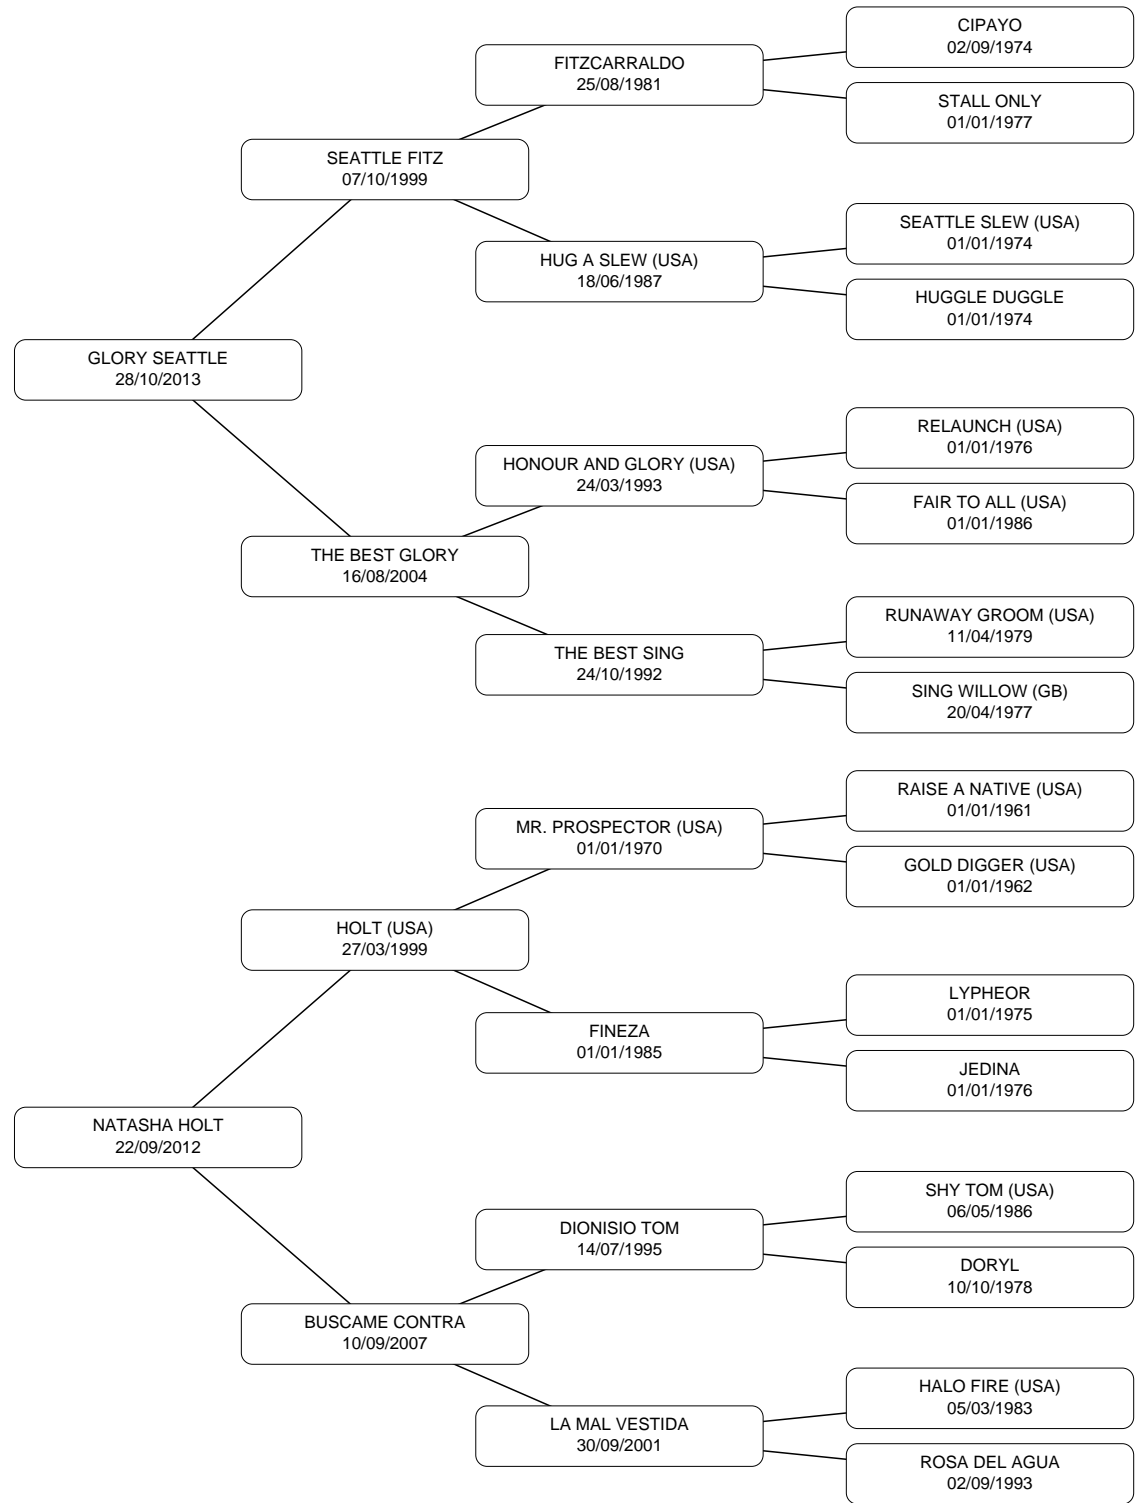 CIPAYO
02/09/1974
FITZCARRALDO
25/08/1981
STALL ONLY
01/01/1977
SEATTLE FITZ
07/10/1999
SEATTLE SLEW (USA)
01/01/1974
HUG A SLEW (USA)
18/06/1987
HUGGLE DUGGLE
01/01/1974
GLORY SEATTLE
28/10/2013
RELAUNCH (USA)
01/01/1976
HONOUR AND GLORY (USA)
24/03/1993
FAIR TO ALL (USA)
01/01/1986
THE BEST GLORY
16/08/2004
RUNAWAY GROOM (USA)
11/04/1979
THE BEST SING
24/10/1992
SING WILLOW (GB)
20/04/1977
RAISE A NATIVE (USA)
01/01/1961
MR. PROSPECTOR (USA)
01/01/1970
GOLD DIGGER (USA)
01/01/1962
HOLT (USA)
27/03/1999
LYPHEOR
01/01/1975
FINEZA
01/01/1985
JEDINA
01/01/1976
NATASHA HOLT
22/09/2012
SHY TOM (USA)
06/05/1986
DIONISIO TOM
14/07/1995
DORYL
10/10/1978
BUSCAME CONTRA
10/09/2007
HALO FIRE (USA)
05/03/1983
LA MAL VESTIDA
30/09/2001
ROSA DEL AGUA
02/09/1993